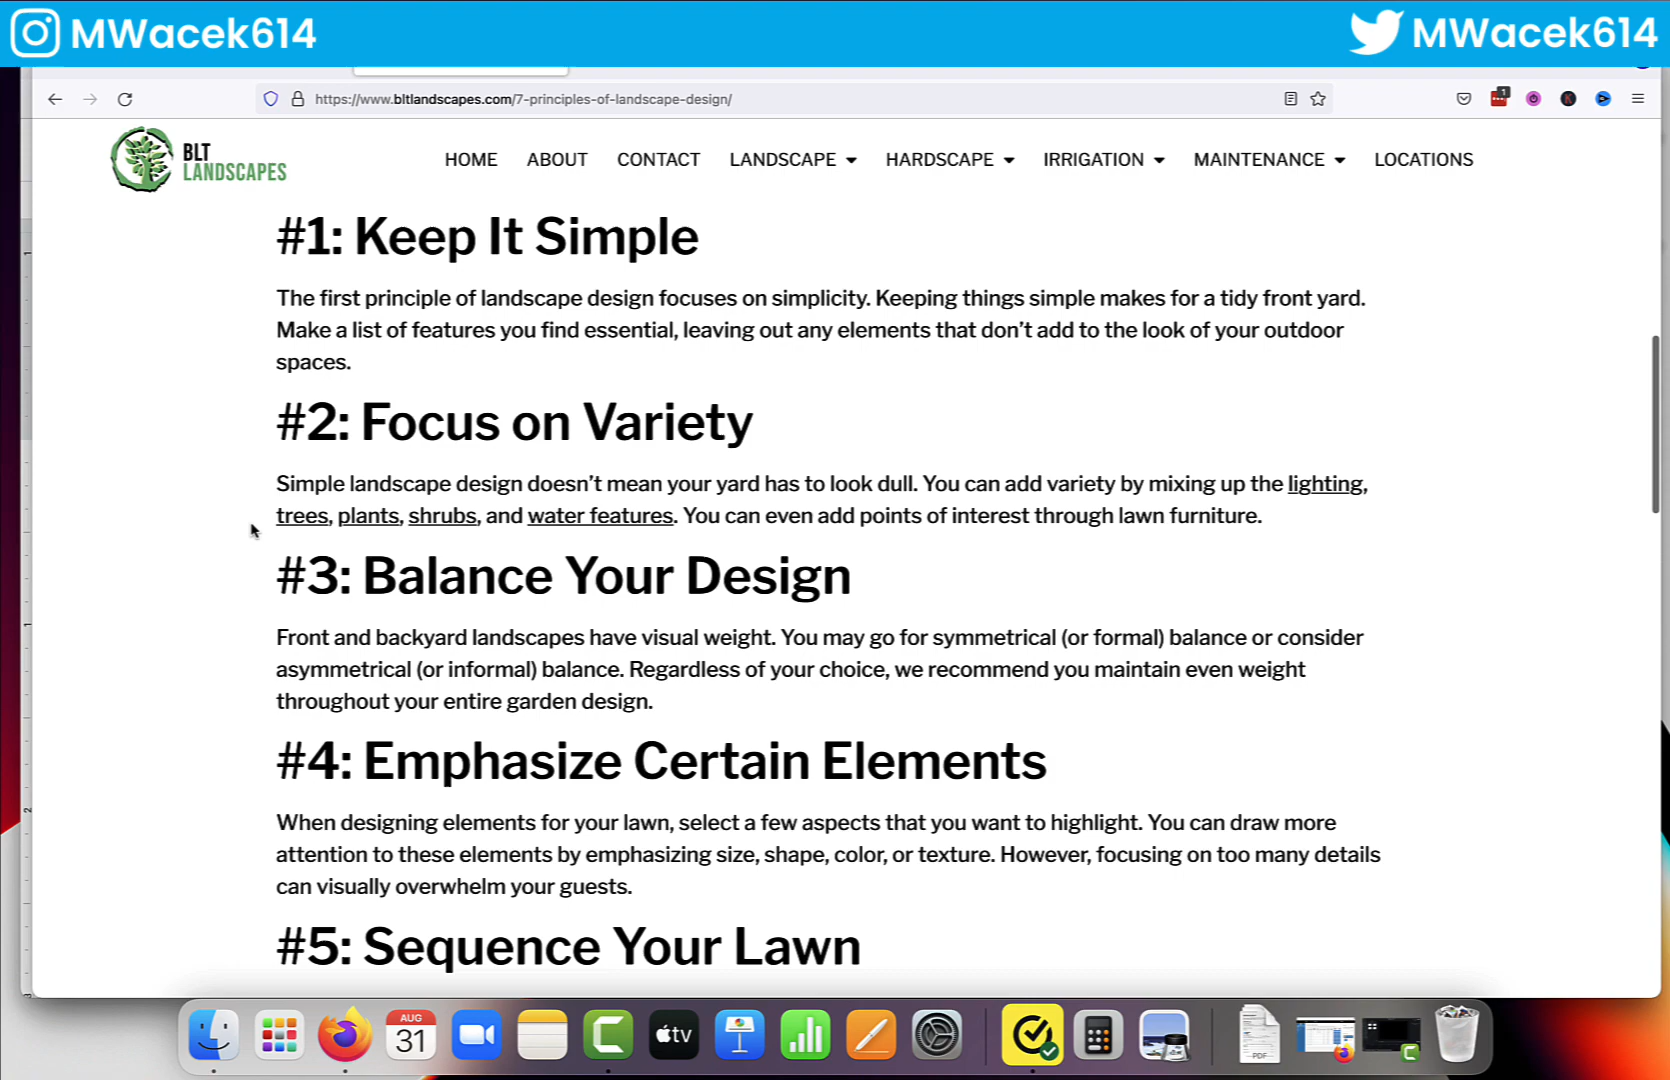 MWacek614
MWacek614
https://www.bltlandscapes.com/7-principles-of-landscape-design/
1
BLT
LANDSCAPES
HOME ABOUT CONTACT LANDSCAPE HARDSCAPE IRRIGATION MAINTENANCE LOCATIONS
#1: Keep It Simple
The first principle of landscape design focuses on simplicity. Keeping things simple makes for a tidy front yard.
Make a list of features you find essential, leaving out any elements that don’t add to the look of your outdoor
spaces.
#2: Focus on Variety
Simple landscape design doesn’t mean your yard has to look dull. You can add variety by mixing up the lighting,
trees, plants, shrubs, and water features. You can even add points of interest through lawn furniture.
#3: Balance Your Design
Front and backyard landscapes have visual weight. You may go for symmetrical (or formal) balance or consider
asymmetrical (or informal) balance. Regardless of your choice, we recommend you maintain even weight
throughout your entire garden design.
#4: Emphasize Certain Elements
When designing elements for your lawn, select a few aspects that you want to highlight. You can draw more
attention to these elements by emphasizing size, shape, color, or texture. However, focusing on too many details
can visually overwhelm your guests.
#5: Sequence Your Lawn
AUG
31
tv
PDF